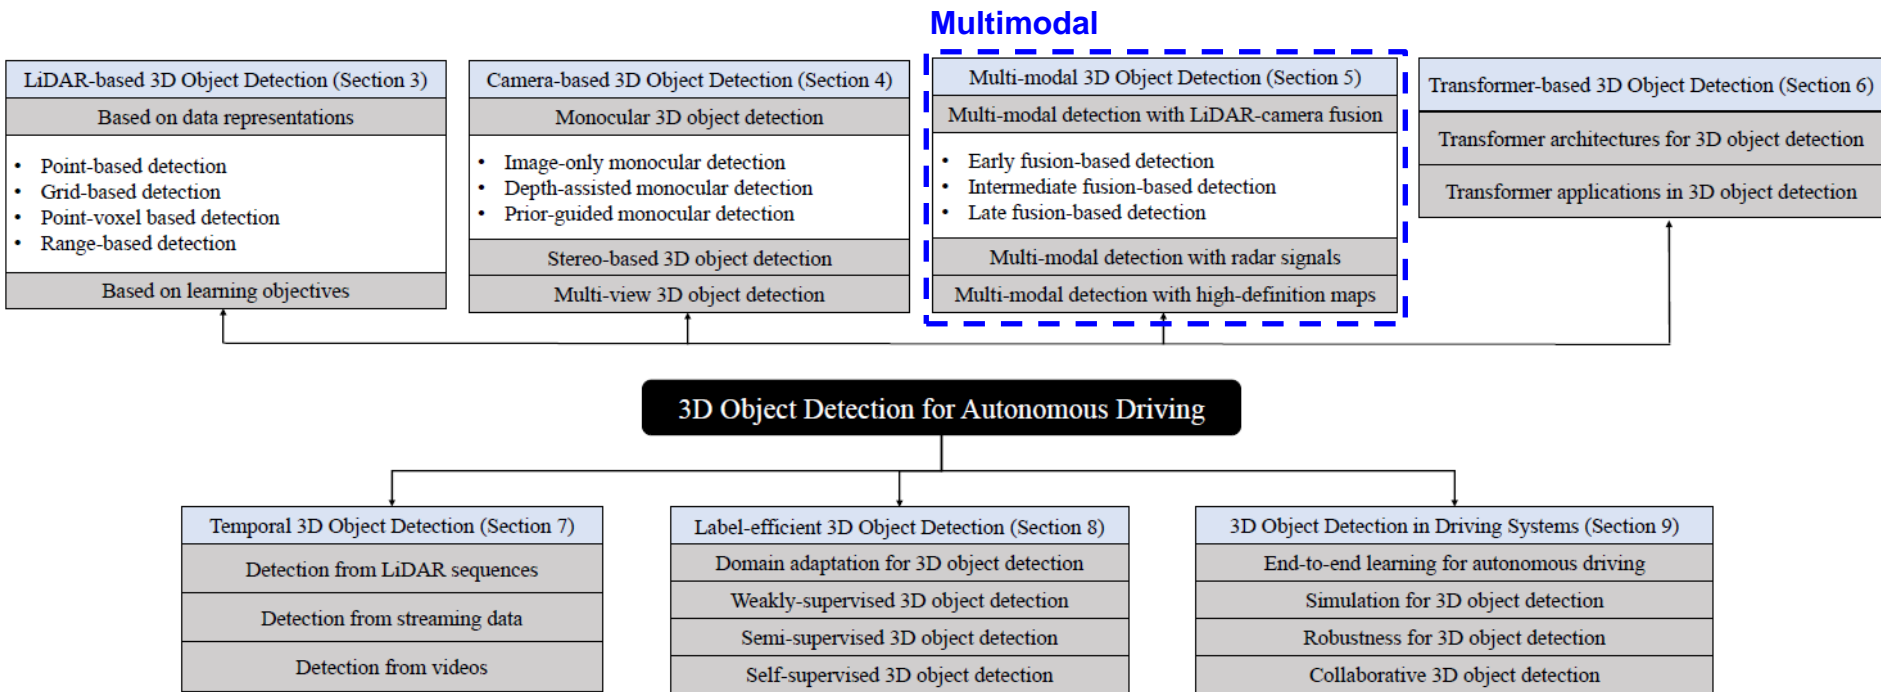 Multimodal
LiDAR-based 3D Object Detection (Section 3)
Based on data representations
• Point-based detection
• Grid-based detection
• Point-voxel based detection
• Range-based detection
Based on learning objectives
Camera-based 3D Object Detection (Section 4)
Monocular 3D object detection
• Image-only monocular detection
• Depth-assisted monocular detection
• Prior-guided monocular detection
Stereo-based 3D object detection
Multi-view 3D object detection
Multi-modal 3D Object Detection (Section 5)
Multi-modal detection with LiDAR-camera fusion
• Early fusion-based detection
• Intermediate fusion-based detection
• Late fusion-based detection
Multi-modal detection with radar signals
Multi-modal detection with high-definition maps
Transformer-based 3D Object Detection (Section 6)
Transformer architectures for 3D object detection
Transformer applications in 3D object detection
3D Object Detection for Autonomous Driving
Temporal 3D Object Detection (Section 7)
Detection from LiDAR sequences
Detection from streaming data
Detection from videos
Label-efficient 3D Object Detection (Section 8)
Domain adaptation for 3D object detection
Weakly-supervised 3D object detection
Semi-supervised 3D object detection
Self-supervised 3D object detection
3D Object Detection in Driving Systems (Section 9)
End-to-end learning for autonomous driving
Simulation for 3D object detection
Robustness for 3D object detection
Collaborative 3D object detection